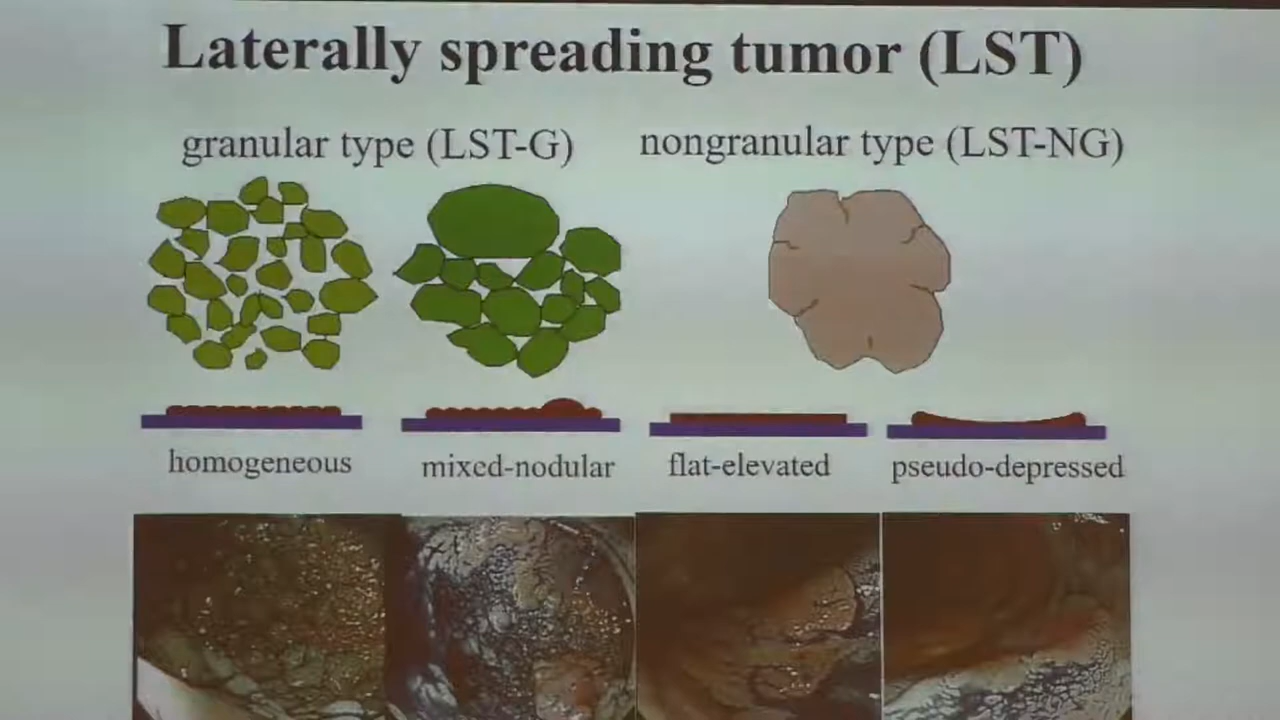 Laterally spreading tumor (LST)
granular type (LST-G)
nongranular type (LST-NG)
homogeneous
mixed-nodular
flat-elevated
pseudo-depressed